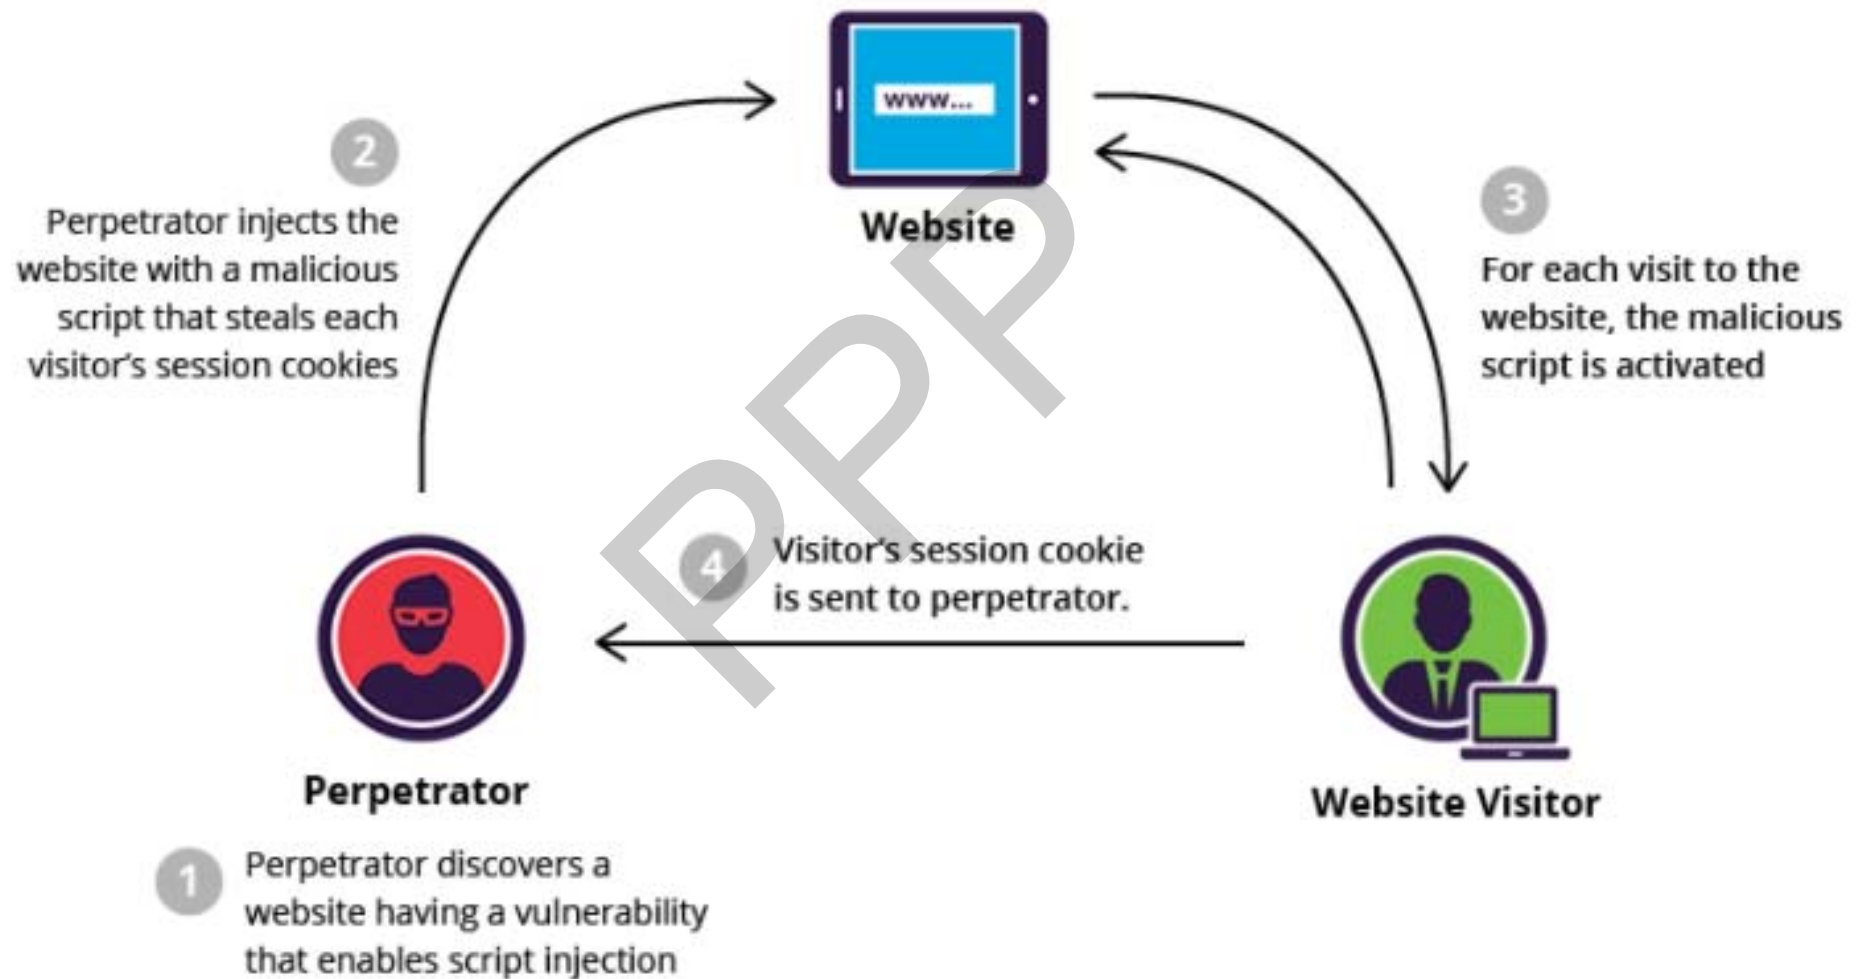 www...
Website
2
Perpetrator injects the
website with a malicious
script that steals each
visitor's session cookies
3
For each visit to the
website, the malicious
script is activated
4
Visitor's session cookie
is sent to perpetrator.
Perpetrator
Website Visitor
1
Perpetrator discovers a
website having a vulnerability
that enables script injection
PPP